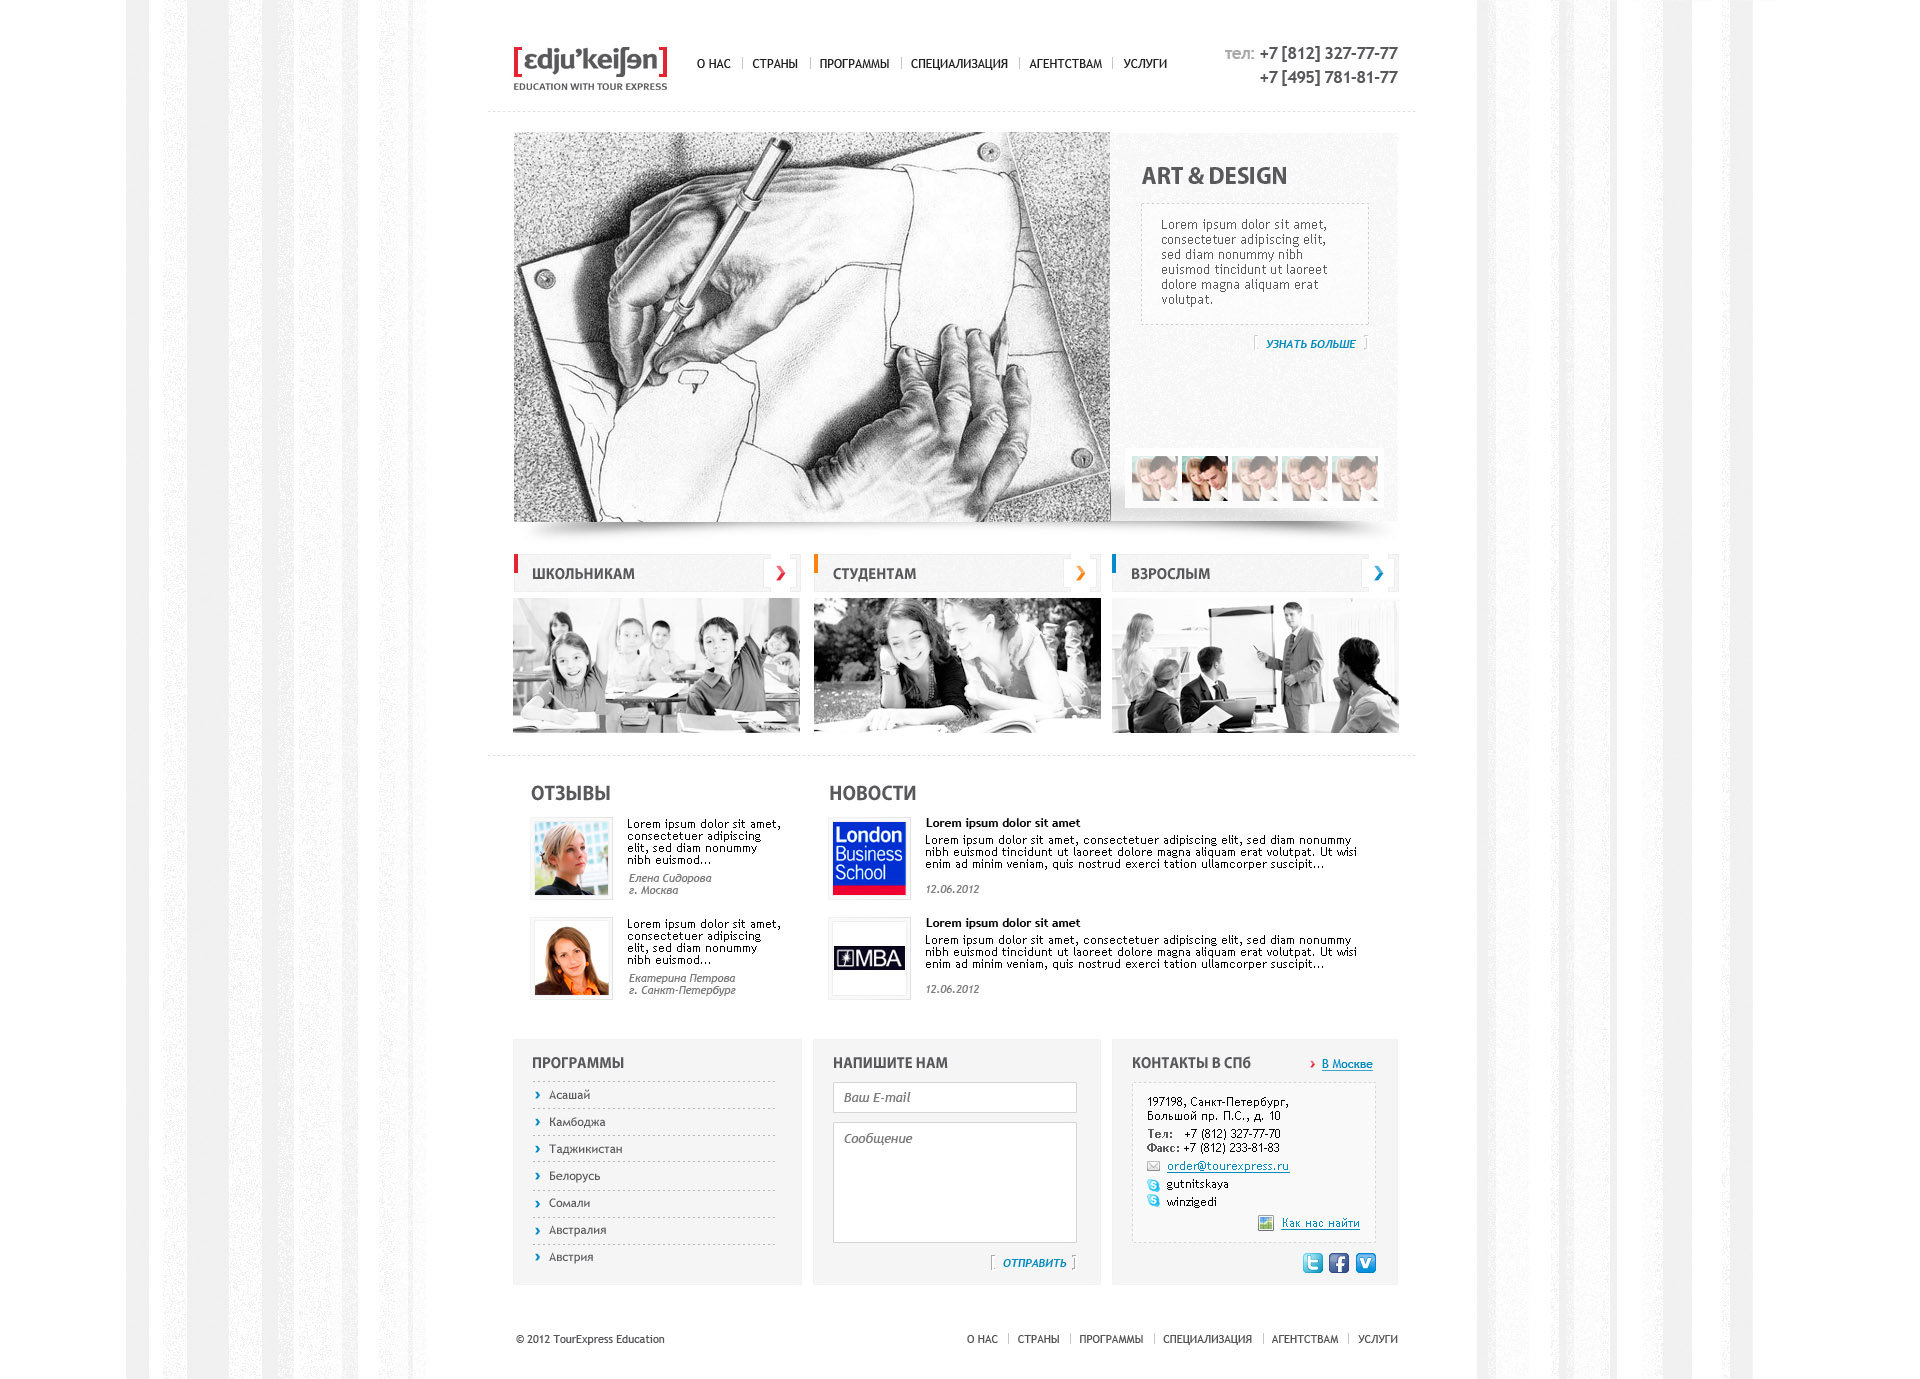 [ɛdju'keiʃɘn]
EDUCATION WITH TOUR EXPRESS
О НАС
СТРАНЫ
ПРОГРАММЫ
СПЕЦИАЛИЗАЦИЯ
АГЕНТСТВАМ
УСЛУГИ
тел: +7 [812] 327-77-77
+7 [495] 781-81-77
ART & DESIGN
Lorem ipsum dolor sit amet,
consectetuer adipiscing elit,
sed diam nonummy nibh
euismod tincidunt ut laoreet
dolore magna aliquam erat
volutpat.
УЗНАТЬ БОЛЬШЕ
ШКОЛЬНИКАМ
СТУДЕНТАМ
ВЗРОСЛЫМ
ОТЗЫВЫ
Lorem ipsum dolor sit amet,
consectetuer adipiscing
elit, sed diam nonummy
nibh euismod...
Елена Сидорова
г. Москва
Lorem ipsum dolor sit amet,
consectetuer adipiscing
elit, sed diam nonummy
nibh euismod...
Екатерина Петрова
г. Санкт-Петербург
НОВОСТИ
London
Business
School
Lorem ipsum dolor sit amet
Lorem ipsum dolor sit amet, consectetuer adipiscing elit, sed diam nonummy
nibh euismod tincidunt ut laoreet dolore magna aliquam erat volutpat. Ut wisi
enim ad minim veniam, quis nostrud exerci tation ullamcorper suscipit...
12.06.2012
MBA
Lorem ipsum dolor sit amet
Lorem ipsum dolor sit amet, consectetuer adipiscing elit, sed diam nonummy
nibh euismod tincidunt ut laoreet dolore magna aliquam erat volutpat. Ut wisi
enim ad minim veniam, quis nostrud exerci tation ullamcorper suscipit...
12.06.2012
ПРОГРАММЫ
Асашай
Камбоджа
Таджикистан
Белорусь
Сомали
Австралия
Австрия
НАПИШИТЕ НАМ
Ваш E-mail
Сообщение
ОТПРАВИТЬ
КОНТАКТЫ В СПб
В Москве
197198, Санкт-Петербург,
Большой пр. П.С., д. 10
Тел: +7 (812) 327-77-70
Факс: +7 (812) 233-81-83
order@tourexpress.ru
gutnitskaya
winzigedi
Как нас найти
© 2012 TourExpress Education
О НАС
СТРАНЫ
ПРОГРАММЫ
СПЕЦИАЛИЗАЦИЯ
АГЕНТСТВАМ
УСЛУГИ